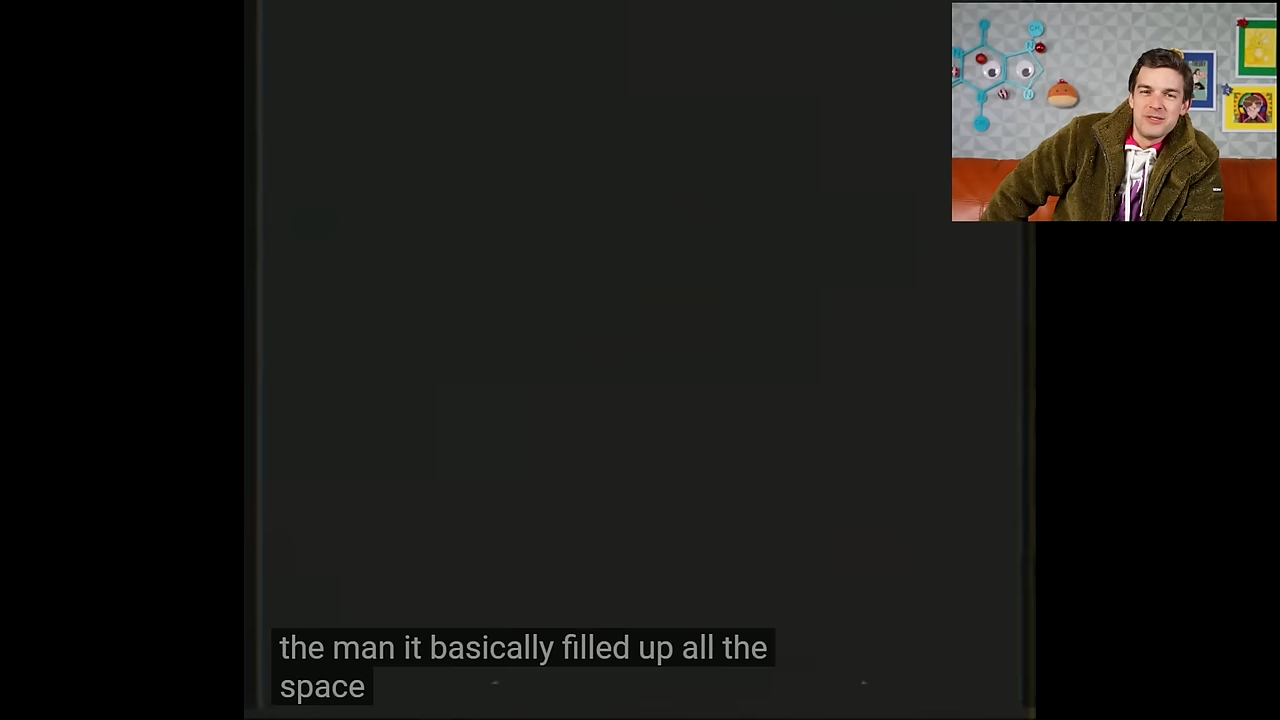 the man it basically filled up all the
space